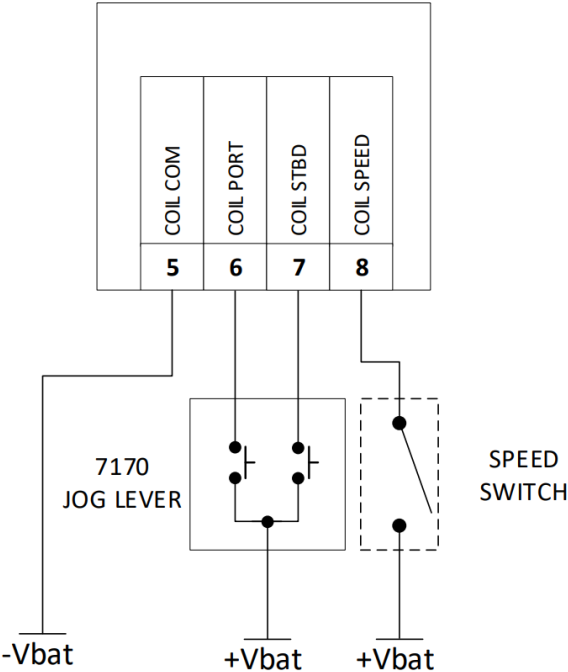 COIL COM
COIL PORT
COIL STBD
COIL SPEED
5 6 7 8
7170
JOG LEVER
SPEED
SWITCH
-Vbat
+Vbat
+Vbat